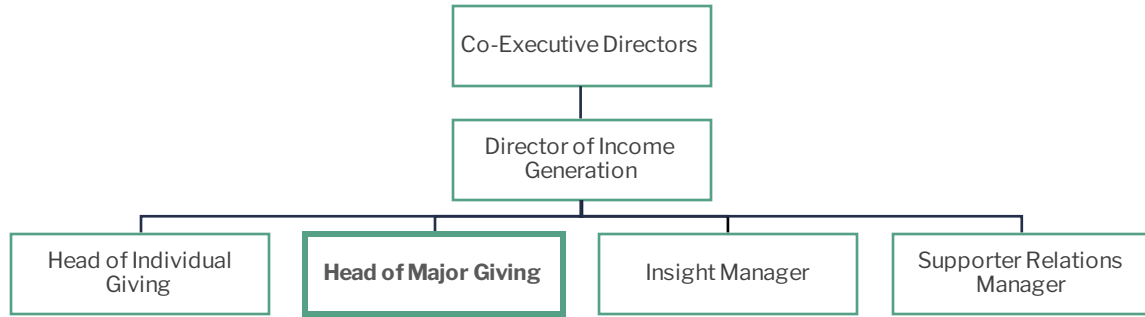 Co-Executive Directors
Director of Income
Generation
Head of Individual
Giving
Head of Major Giving
Insight Manager
Supporter Relations
Manager